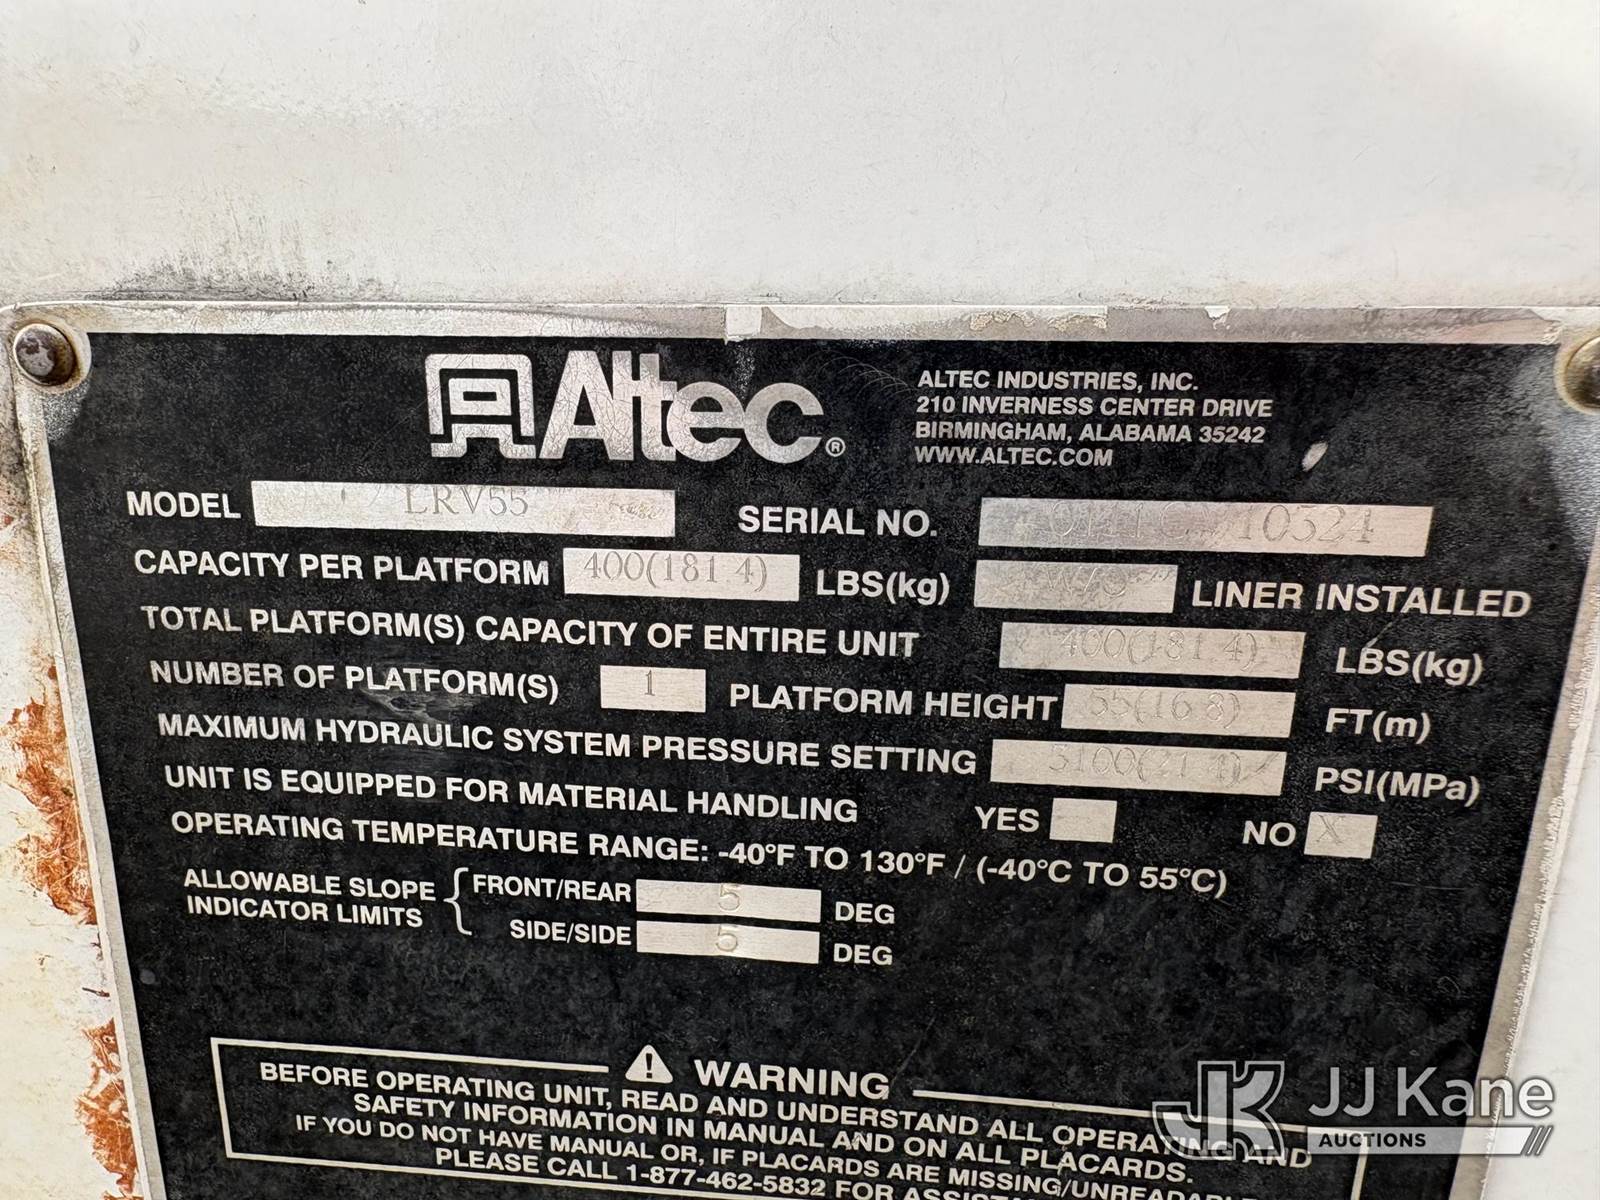 Altec®
ALTEC INDUSTRIES, INC.
210 INVERNESS CENTER DRIVE
BIRMINGHAM, ALABAMA 35242
WWW.ALTEC.COM
MODEL LRV55 SERIAL NO. 10324
CAPACITY PER PLATFORM 400(181.4) LBS(kg) LINER INSTALLED
TOTAL PLATFORM(S) CAPACITY OF ENTIRE UNIT 400(181.4) LBS(kg)
NUMBER OF PLATFORM(S) 1 PLATFORM HEIGHT 55(16.8) FT(m)
MAXIMUM HYDRAULIC SYSTEM PRESSURE SETTING 3100(21.4) PSI(MPa)
UNIT IS EQUIPPED FOR MATERIAL HANDLING YES NO X
OPERATING TEMPERATURE RANGE: -40°F TO 130°F / (-40°C TO 55°C)
ALLOWABLE SLOPE INDICATOR LIMITS { FRONT/REAR 5 DEG
SIDE/SIDE 5 DEG
WARNING
BEFORE OPERATING UNIT, READ AND UNDERSTAND ALL OPERATING AND
SAFETY INFORMATION IN MANUAL AND ON ALL PLACARDS.
IF YOU DO NOT HAVE MANUAL OR, IF PLACARDS ARE MISSING/UNREADABLE
PLEASE CALL 1-877-462-5832 FOR
JK JJ Kane
AUCTIONS